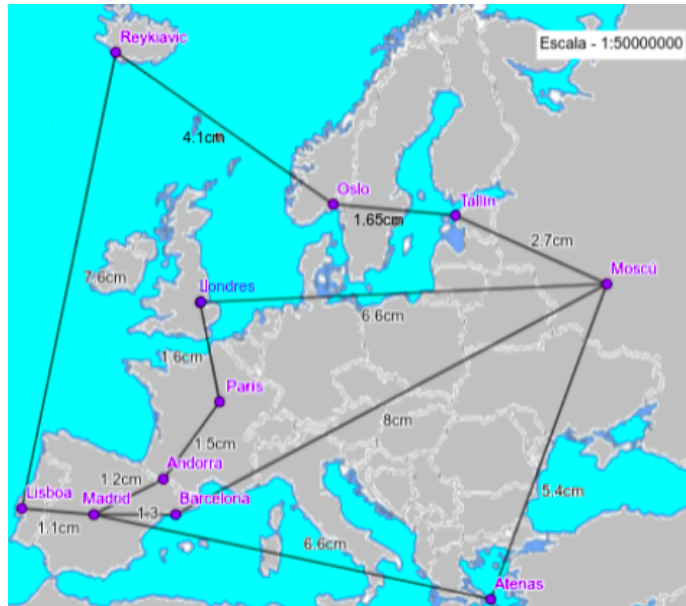 Reykiavic
Escala - 1:50000000
4.1cm
Oslo
Tallin
1.65cm
2.7cm
Moscú
7.6cm
Londres
6.6cm
1.6cm
París
8cm
1.5cm
Andorra
1.2cm
5.4cm
Lisboa
Madrid
Barcelona
1.3
1.1cm
6.6cm
Atenas